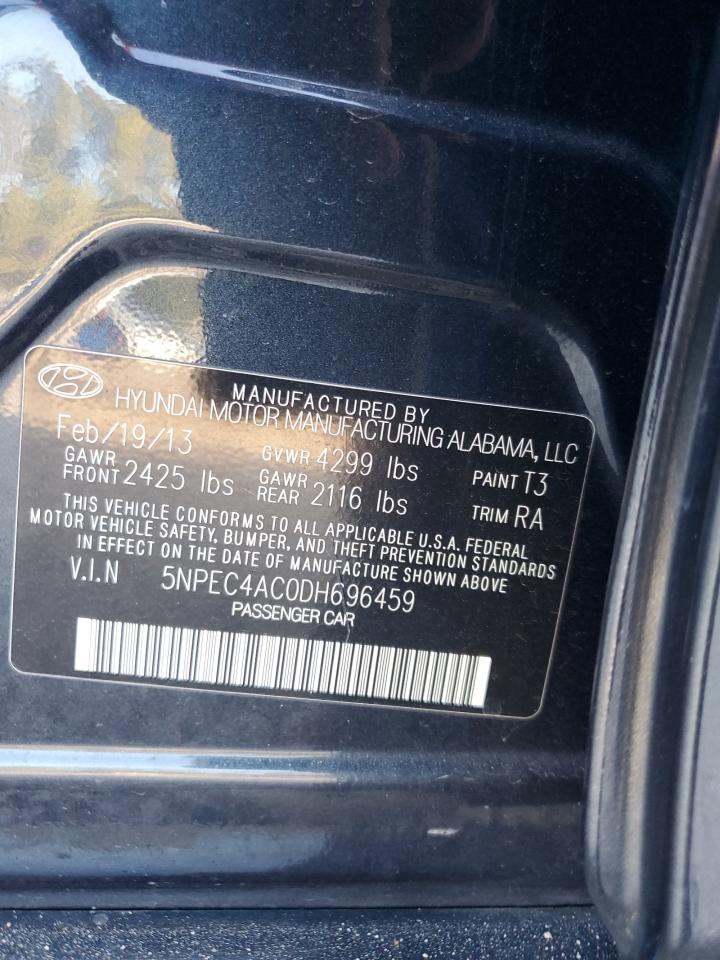 MANUFACTURED BY
HYUNDAI MOTOR MANUFACTURING ALABAMA, LLC
Feb/19/13 GVWR 4299 lbs PAINT T3
GAWR FRONT 2425 lbs GAWR REAR 2116 lbs TRIM RA
THIS VEHICLE CONFORMS TO ALL APPLICABLE U.S.A. FEDERAL
MOTOR VEHICLE SAFETY, BUMPER, AND THEFT PREVENTION STANDARDS
IN EFFECT ON THE DATE OF MANUFACTURE SHOWN ABOVE
V.I.N 5NPEC4AC0DH696459
PASSENGER CAR